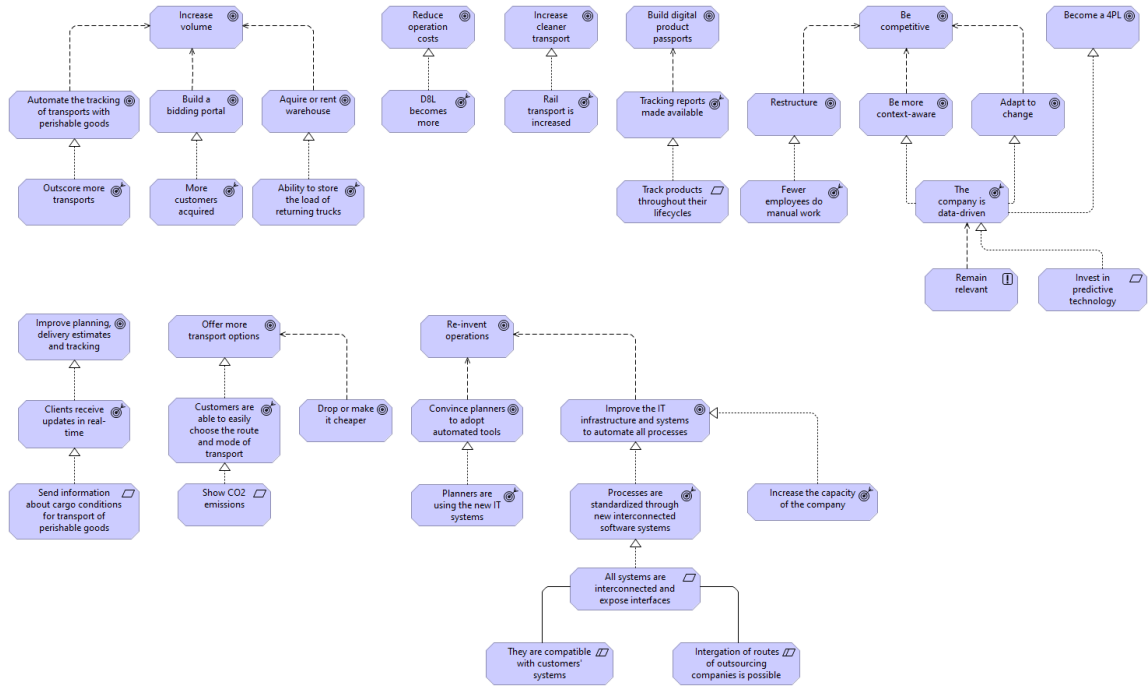 Increase
volume
Reduce
operation
costs
Increase
cleaner
transport
Build digital
product
passports
Be
competitive
Become a 4PL
Automate the tracking
of transports with
perishable goods
Build a
bidding portal
Aquire or rent
warehouse
D8L
becomes
more
Rail
transport is
increased
Tracking reports
made available
Restructure
Be more
context-aware
Adapt to
change
Outscore more
transports
More
customers
acquired
Ability to store
the load of
returning trucks
Track products
throughout their
lifecycles
Fewer
employees do
manual work
The
company is
data-driven
Remain
relevant
Invest in
predictive
technology
Improve planning,
delivery estimates
and tracking
Offer more
transport options
Re-invent
operations
Clients receive
updates in real-
time
Customers are
able to easily
choose the route
and mode of
transport
Drop or make
it cheaper
Convince planners
to adopt
automated tools
Improve the IT
infrastructure and systems
to automate all processes
Send information
about cargo conditions
for transport of
perishable goods
Show CO2
emissions
Planners are
using the new IT
systems
Processes are
standardized through
new interconnected
software systems
Increase the capacity
of the company
All systems are
interconnected and
expose interfaces
They are compatible
with customers'
systems
Intergation of routes
of outsourcing
companies is possible